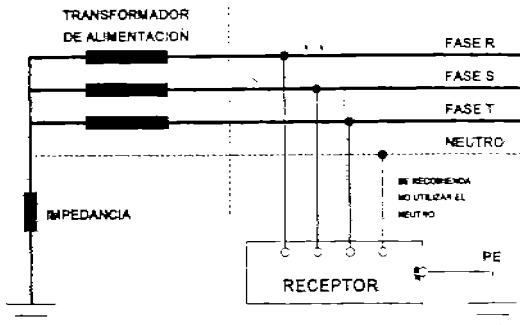 TRANSFORMADOR
DE ALIMENTACION
FASE R
FASE S
FASE T
NEUTRO
SE RECOMIENDA
NO UTILIZAR EL
NEUTRO
IMPEDANCIA
PE
RECEPTOR